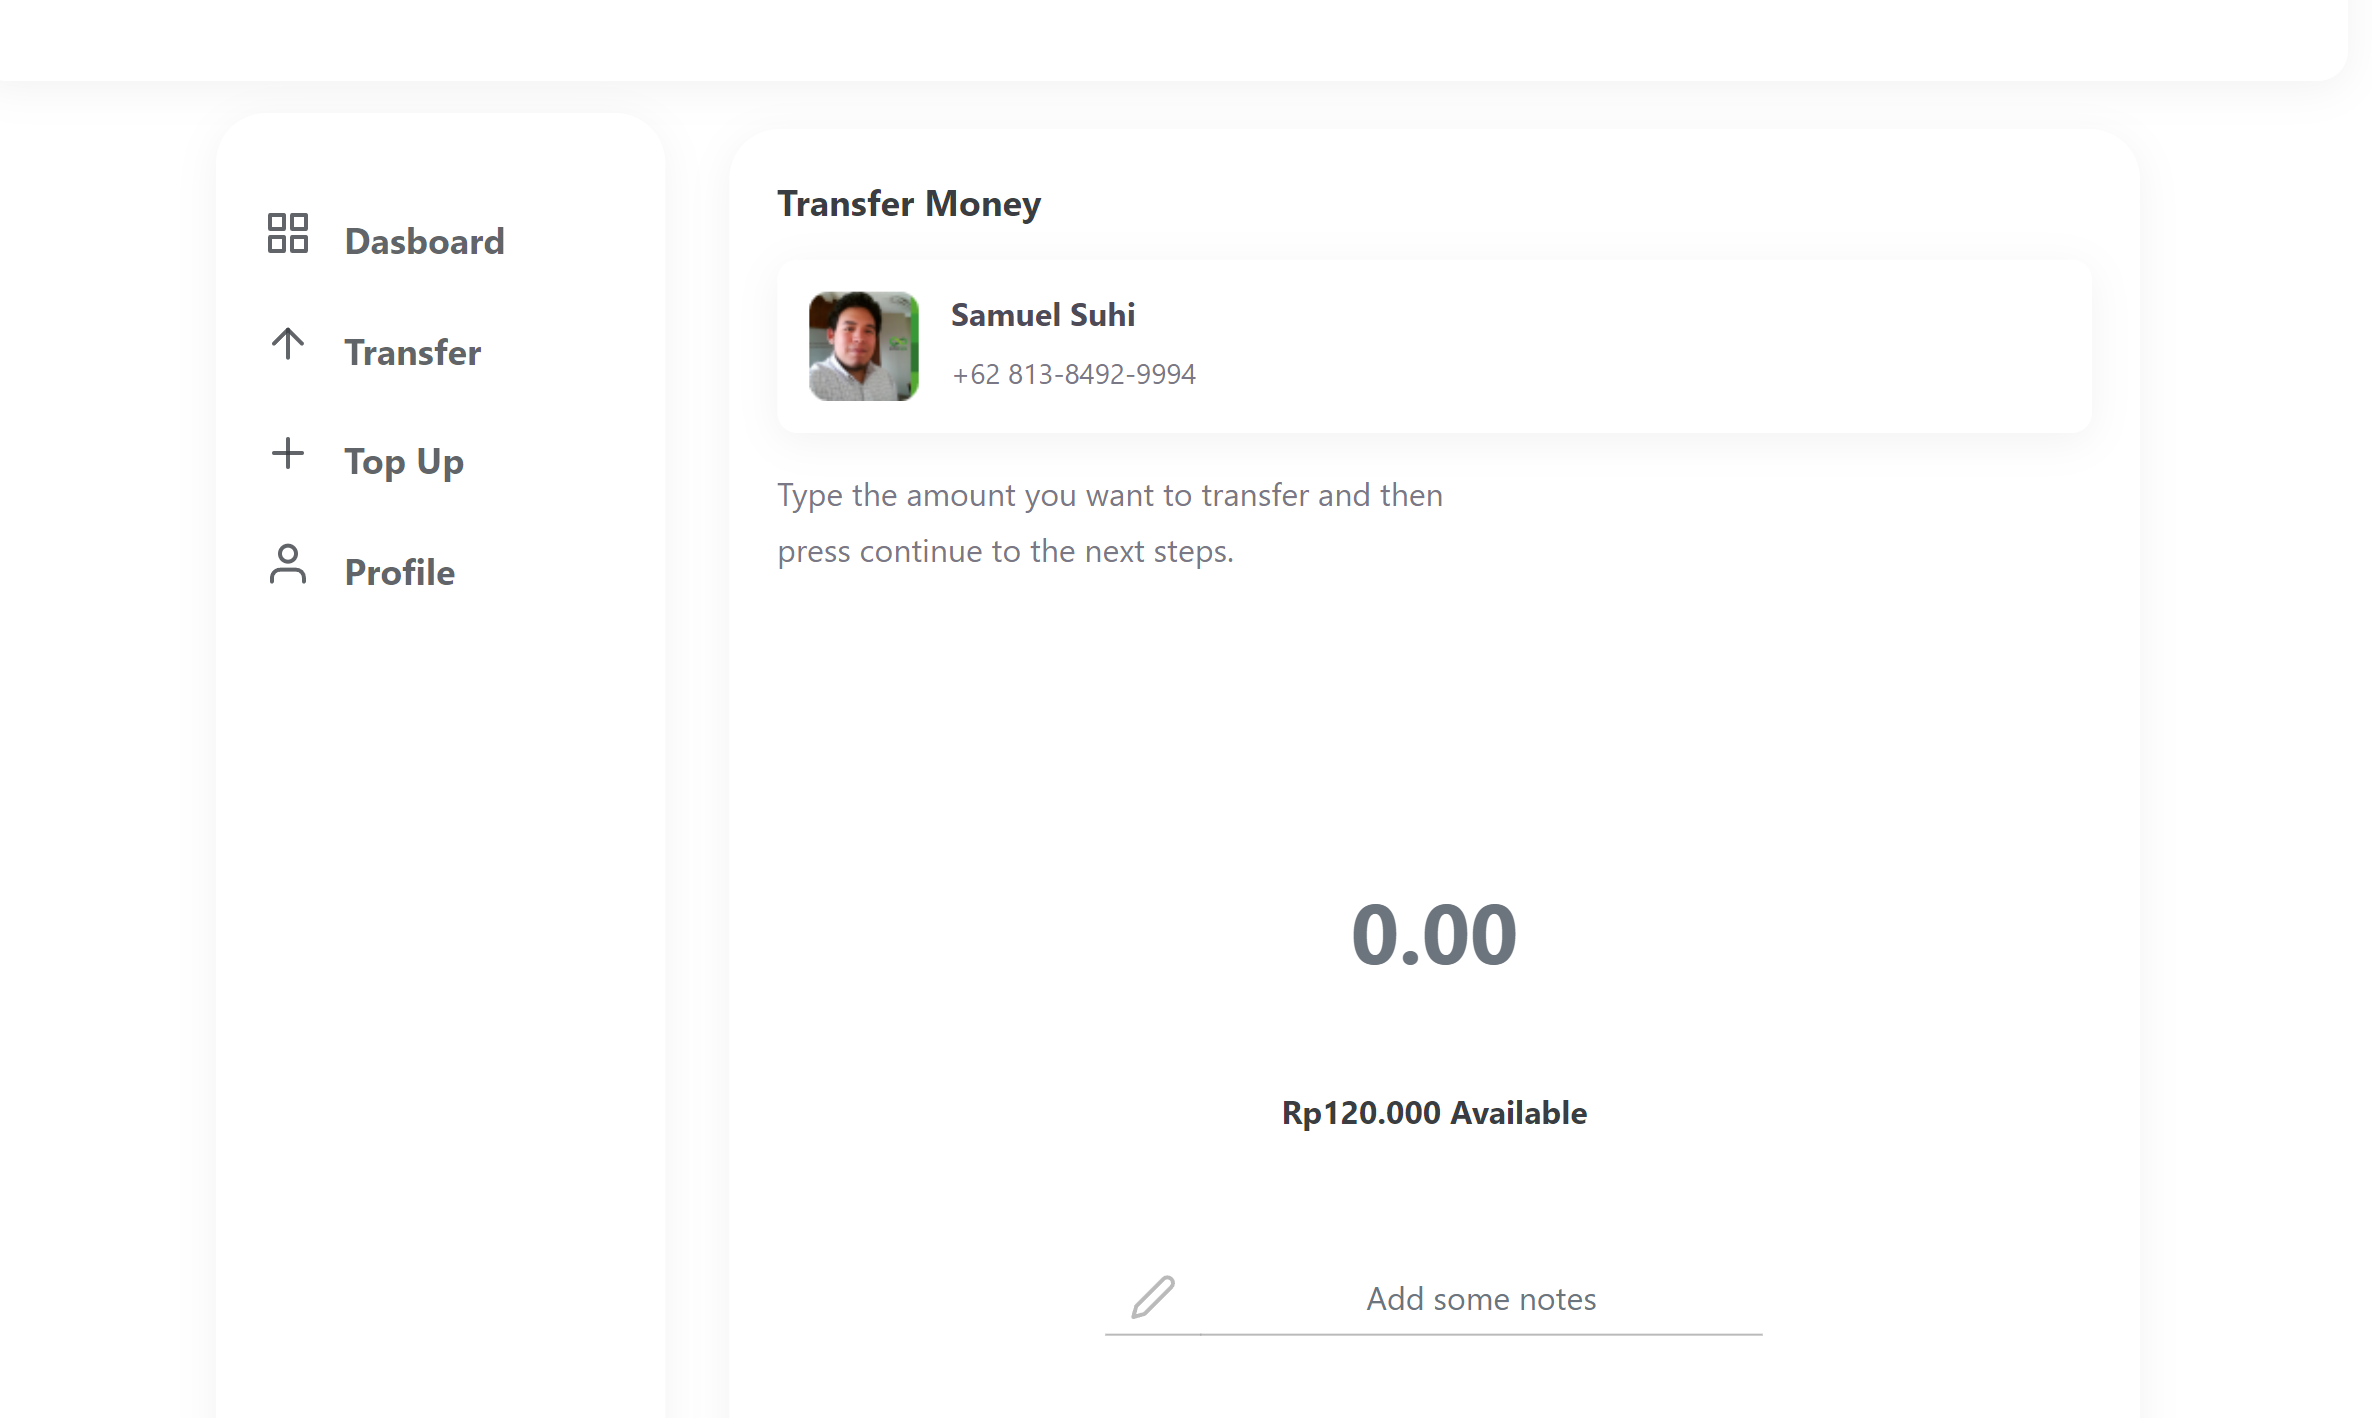 Dasboard
Transfer
Top Up
Profile
Transfer Money
Samuel Suhi
+62 813-8492-9994
Type the amount you want to transfer and then
press continue to the next steps.
0.00
Rp120.000 Available
Add some notes